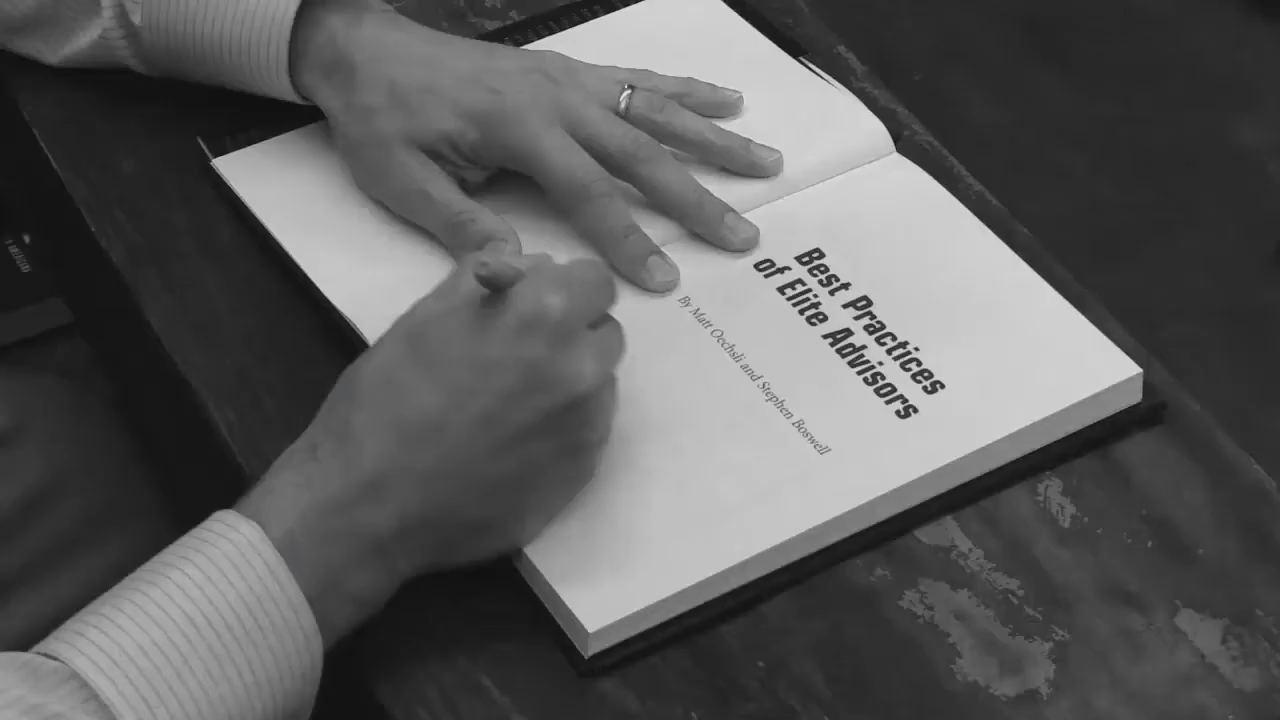 Best Practices
of Elite Advisors
By Matt Oechsli and Stephen Boswell